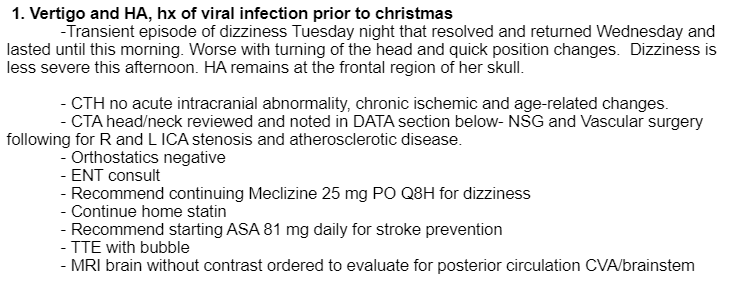 1. Vertigo and HA, hx of viral infection prior to christmas
-Transient episode of dizziness Tuesday night that resolved and returned Wednesday and
lasted until this morning. Worse with turning of the head and quick position changes.  Dizziness is
less severe this afternoon. HA remains at the frontal region of her skull.
- CTH no acute intracranial abnormality, chronic ischemic and age-related changes.
- CTA head/neck reviewed and noted in DATA section below- NSG and Vascular surgery
following for R and L ICA stenosis and atherosclerotic disease.
- Orthostatics negative
- ENT consult
- Recommend continuing Meclizine 25 mg PO Q8H for dizziness
- Continue home statin
- Recommend starting ASA 81 mg daily for stroke prevention
- TTE with bubble
- MRI brain without contrast ordered to evaluate for posterior circulation CVA/brainstem